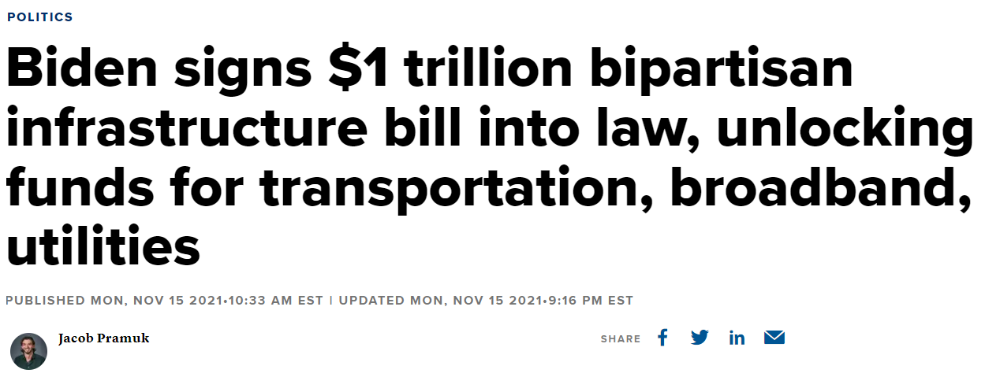 POLITICS
Biden signs $1 trillion bipartisan
infrastructure bill into law, unlocking
funds for transportation, broadband,
utilities
PUBLISHED MON, NOV 15 2021•10:33 AM EST | UPDATED MON, NOV 15 2021•9:16 PM EST
Jacob Pramuk
SHARE